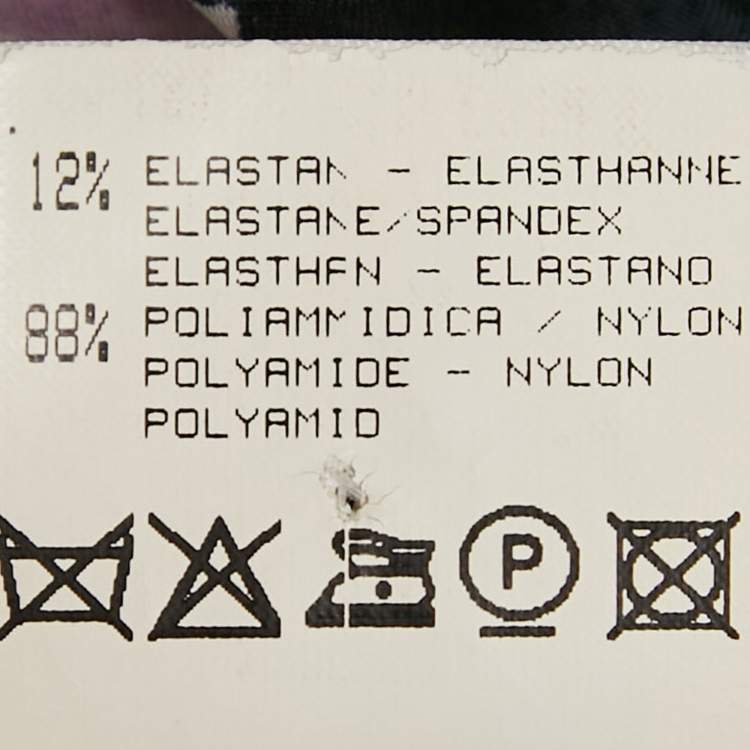 12% ELASTAN - ELASTHANNE
ELASTANE/SPANDEX
ELASTHAN - ELASTANO
88% POLIAMMIDICA / NYLON
POLYAMIDE - NYLON
POLYAMID
P